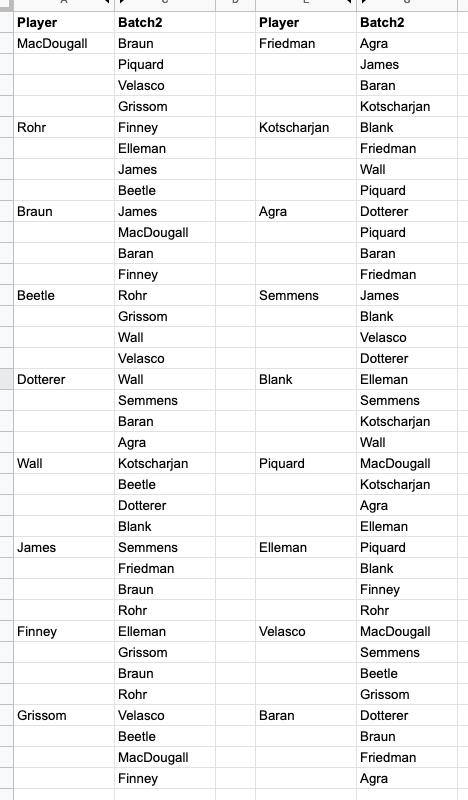 Player Batch2 Player Batch2
MacDougall Braun Friedman Agra
Piquard James
Velasco Baran
Grissom Kotscharjan
Rohr Finney Kotscharjan Blank
Elleman Friedman
James Wall
Beetle Piquard
Braun James Agra Dotterer
MacDougall Piquard
Baran Baran
Finney Friedman
Beetle Rohr Semmens James
Grissom Blank
Wall Velasco
Velasco Dotterer
Dotterer Wall Blank Elleman
Semmens Semmens
Baran Kotscharjan
Agra Wall
Wall Kotscharjan Piquard MacDougall
Beetle Kotscharjan
Dotterer Agra
Blank Elleman
James Semmens Elleman Piquard
Friedman Blank
Braun Finney
Rohr Rohr
Finney Elleman Velasco MacDougall
Grissom Semmens
Braun Beetle
Rohr Grissom
Grissom Velasco Baran Dotterer
Beetle Braun
MacDougall Friedman
Finney Agra